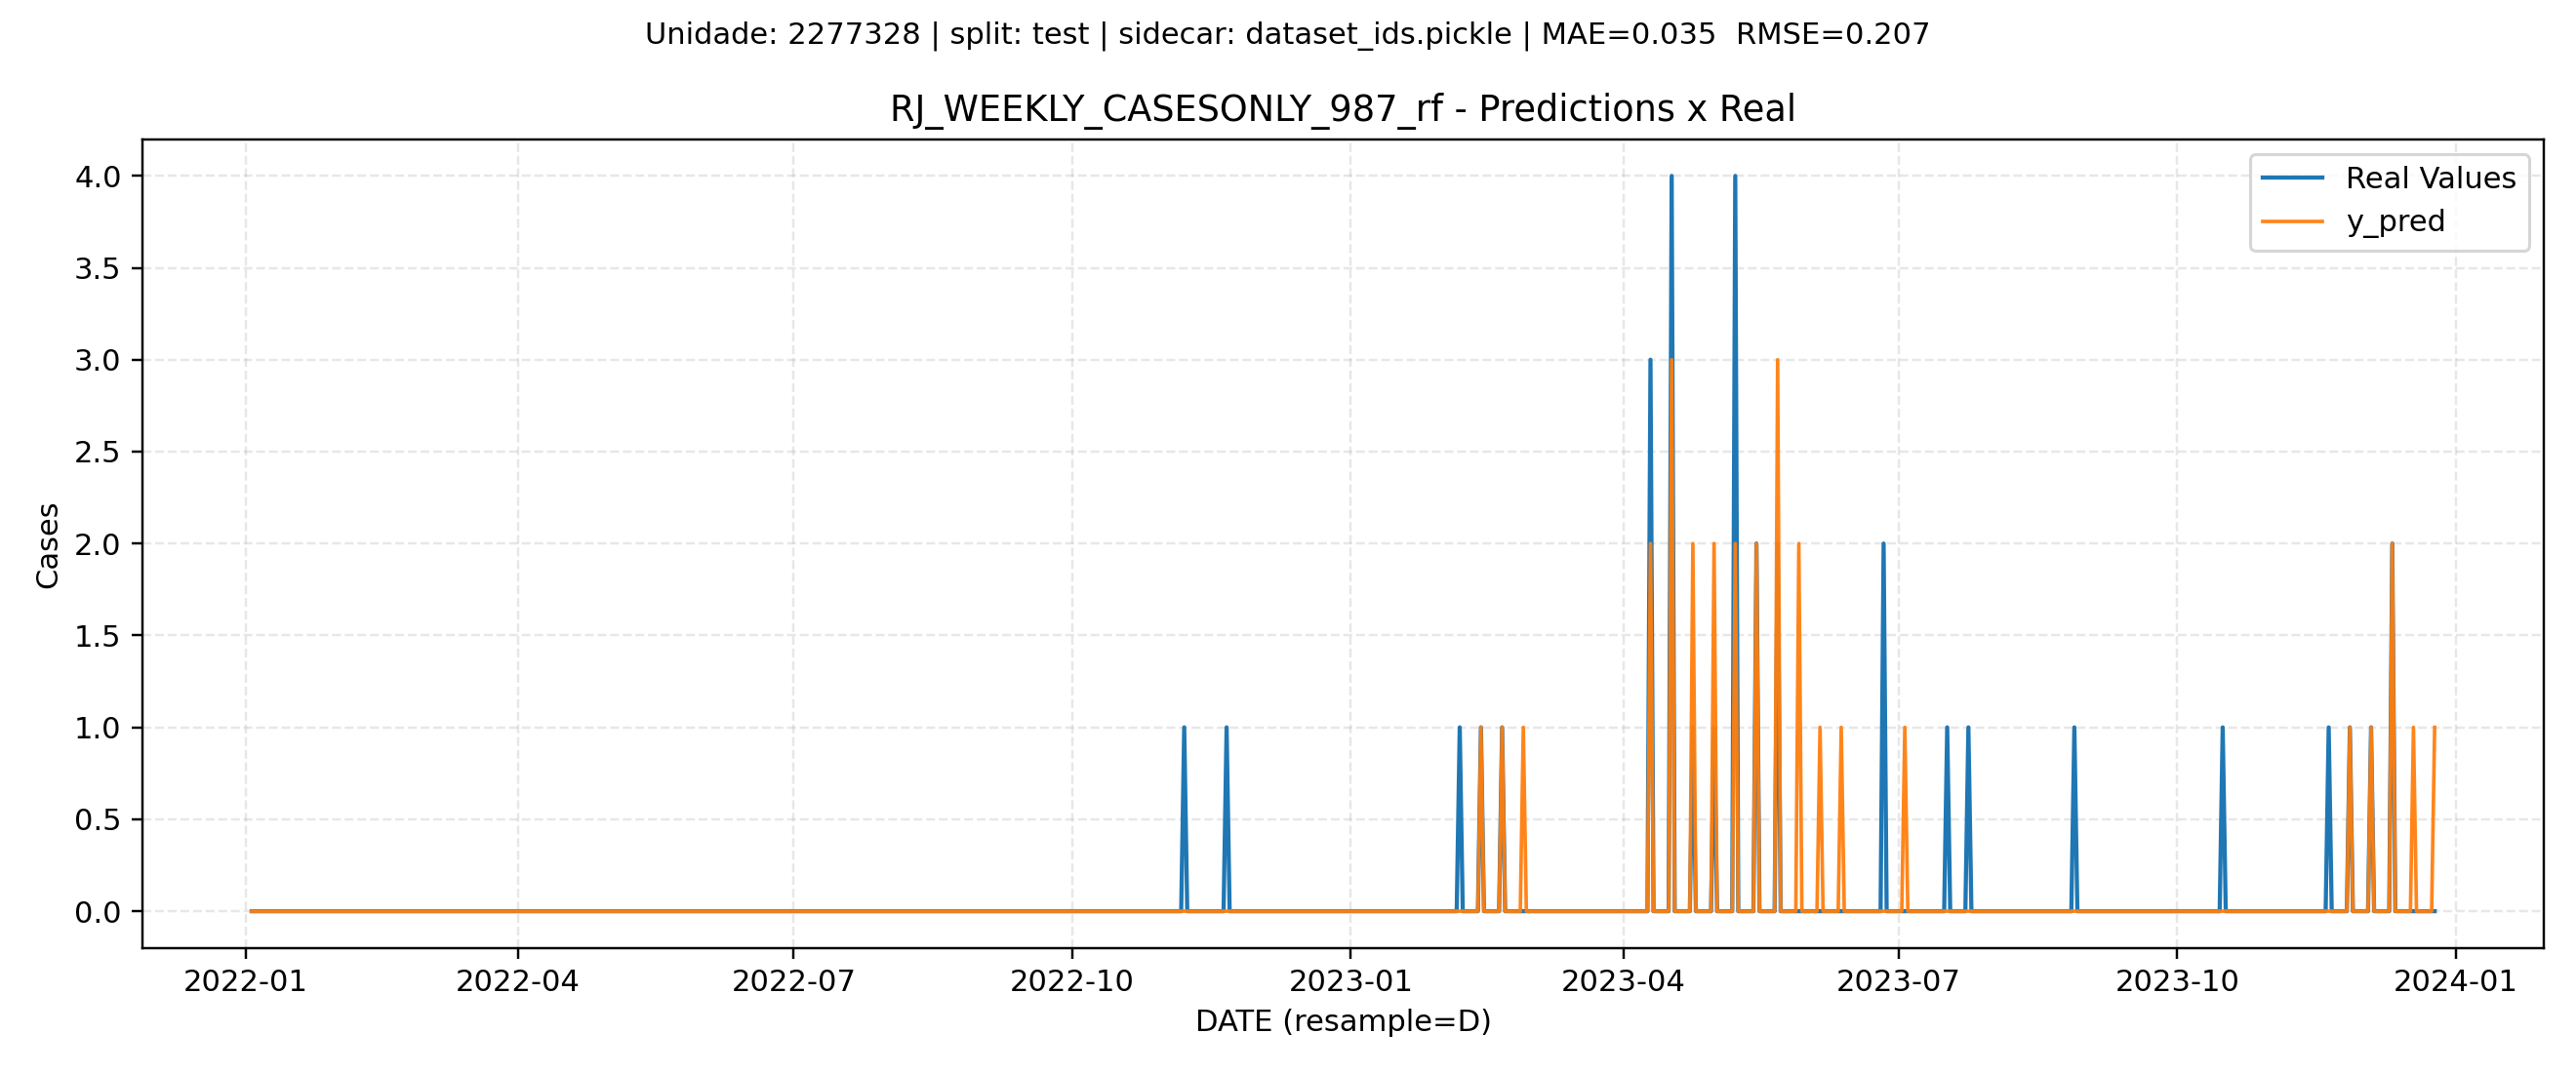 Unidade: 2277328 | split: test | sidecar: dataset_ids.pickle | MAE=0.035  RMSE=0.207
RJ_WEEKLY_CASESONLY_987_rf - Predictions x Real
Real Values
y_pred
Cases
4.0
3.5
3.0
2.5
2.0
1.5
1.0
0.5
0.0
2022-01 2022-04 2022-07 2022-10 2023-01 2023-04 2023-07 2023-10 2024-01
DATE (resample=D)